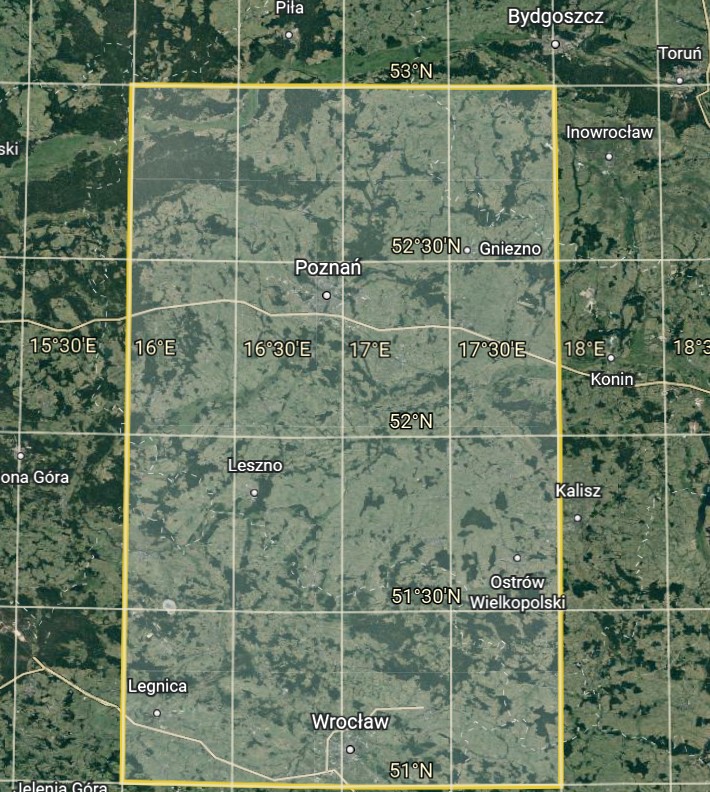 Piła
Bydgoszcz
Toruń
53°N
Inowrocław
ski
52°30'N
Gniezno
Poznań
15°30'E
16°E
16°30'E
17°E
17°30'E
18°E
18°3
Konin
52°N
Leszno
ona Góra
Kalisz
Ostrów
Wielkopolski
51°30'N
Legnica
Wrocław
51°N
Jelenia Góra